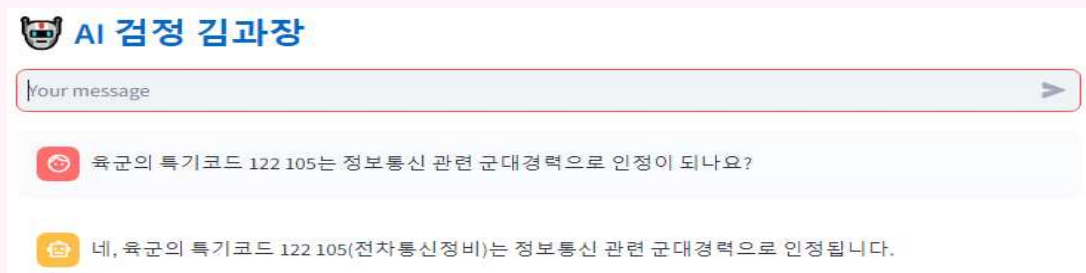 AI 검정 김과장
Your message
육군의 특기코드 122 105는 정보통신 관련 군대경력으로 인정이 되나요?
네, 육군의 특기코드 122 105(전차통신정비)는 정보통신 관련 군대경력으로 인정됩니다.